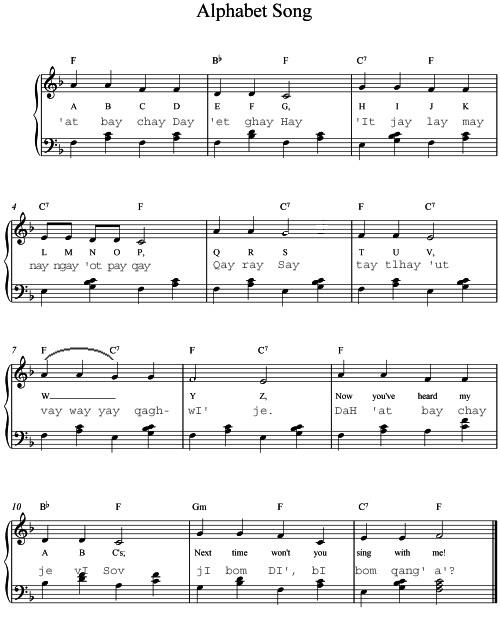 Alphabet Song
F B♭ F C7 F
A B C D E F G, H I J K
'at bay chay Day 'et ghay Hay 'It jay lay may
4 C7 F C7 F C7
L M N O P, Q R S T U V,
nay ngay 'ot pay qay Qay ray Say tay tlhay 'ut
7 F C7 F C7 F
W Y Z, Now you've heard my
vay way yay qagh- wI' je. DaH 'at bay chay
10 B♭ F Gm F C7 F
A B C's; Next time won't you sing with me!
je vI Sov jI bom DI', bI bom qang' a'?